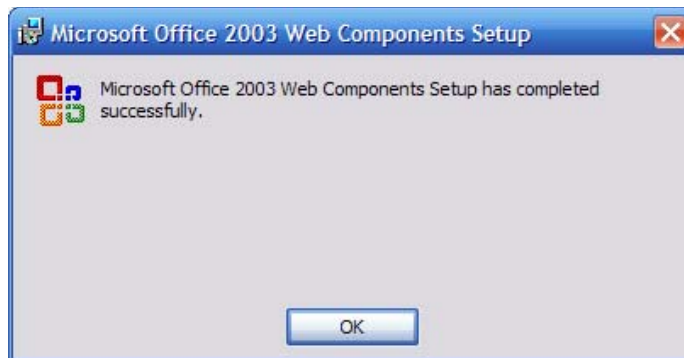 Microsoft Office 2003 Web Components Setup
Microsoft Office 2003 Web Components Setup has completed
successfully.
OK